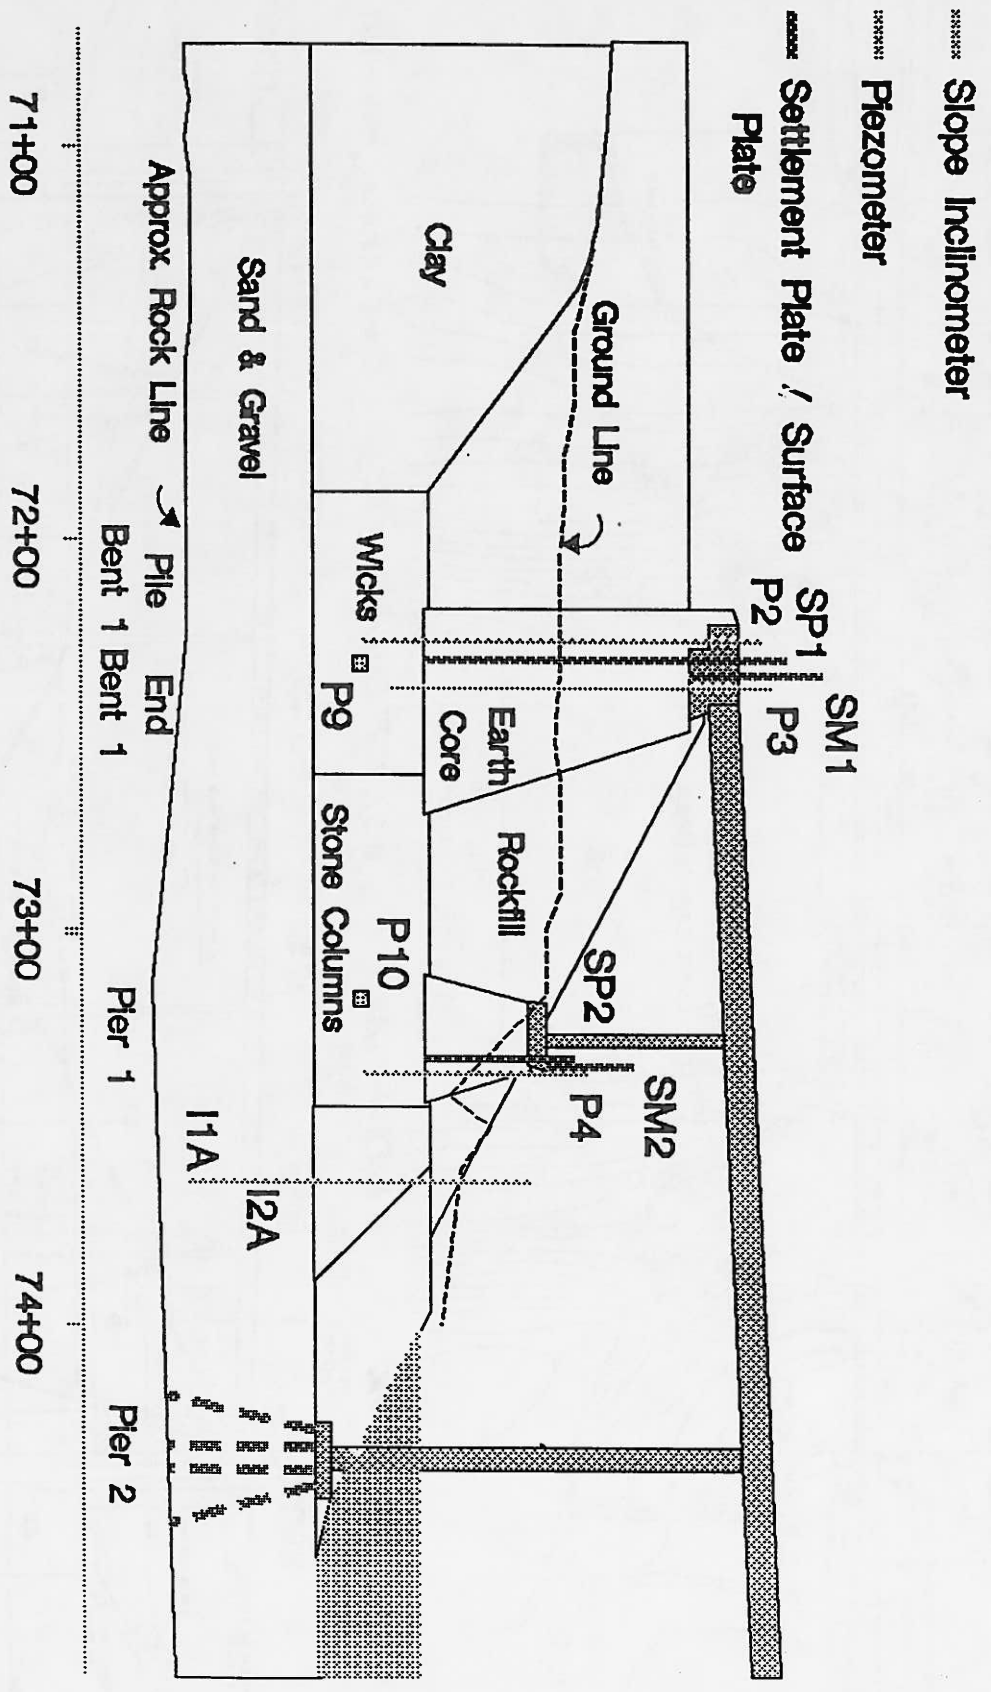 Slope Inclinometer
Piezometer
Settlement Plate / Surface
Plate
SP1
P2
SM1
P3
Ground Line
Clay
Earth
Core
Rockfill
SP2
SM2
P4
Wicks
P9
P10
Stone Columns
Sand & Gravel
I1A
I2A
Approx. Rock Line
Pile End
Bent 1 Bent 1
Pier 1
Pier 2
71+00
72+00
73+00
74+00